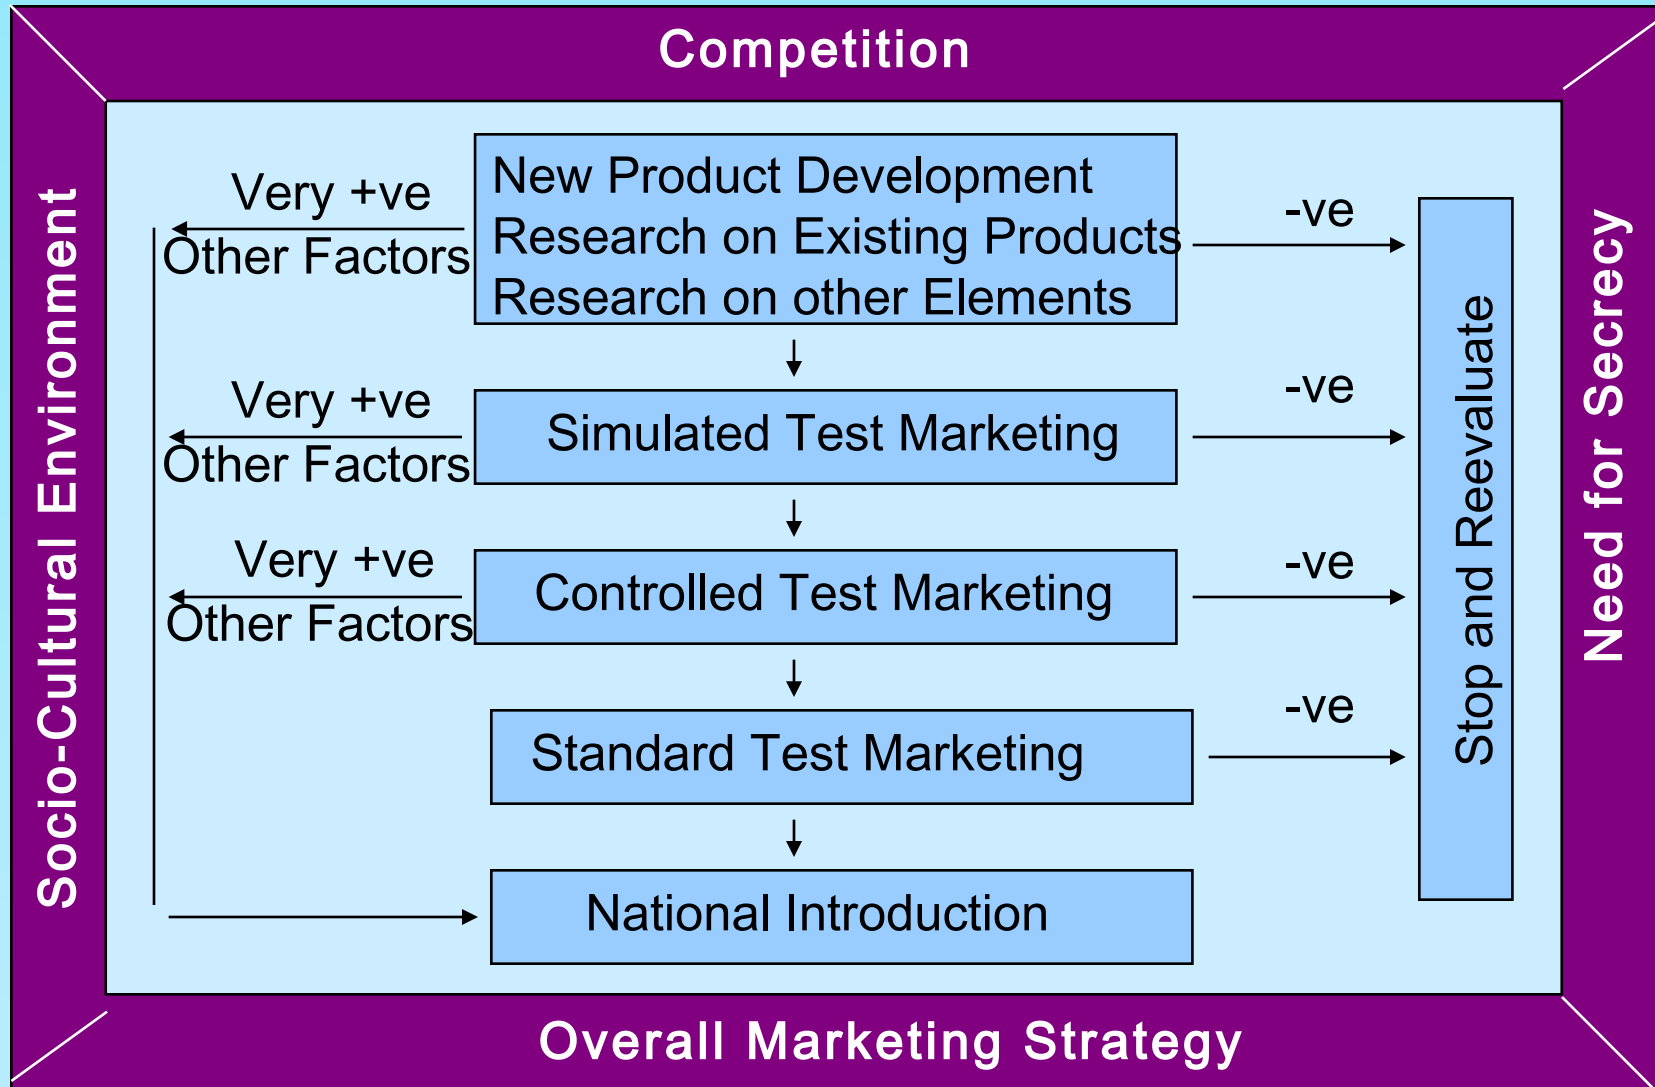 Competition
Socio-Cultural Environment
Need for Secrecy
Very +ve
Other Factors
New Product Development
Research on Existing Products
Research on other Elements
-ve
Very +ve
Other Factors
Simulated Test Marketing
-ve
Very +ve
Other Factors
Controlled Test Marketing
-ve
Standard Test Marketing
-ve
Stop and Reevaluate
National Introduction
Overall Marketing Strategy